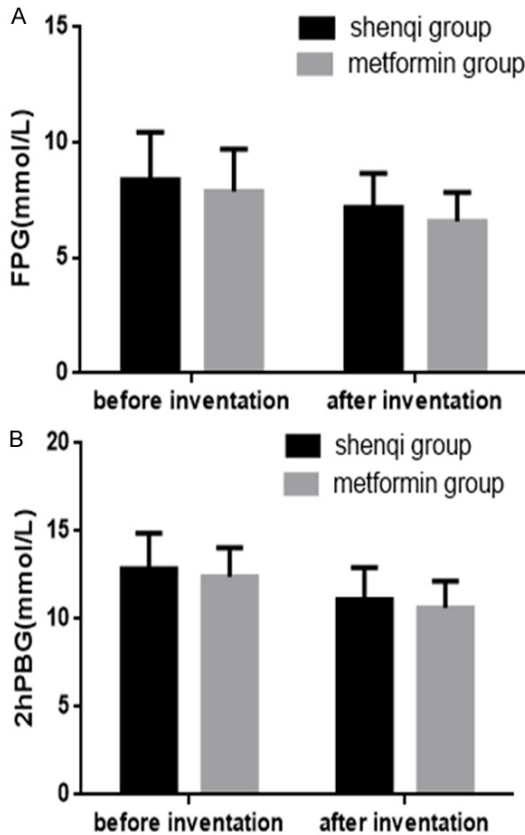 A
15
shenqi group
metformin group
10
FPG(mmol/L)
5
0
before inventation after inventation
B
20
shenqi group
metformin group
15
2hPBG(mmol/L)
10
5
0
before inventation after inventation